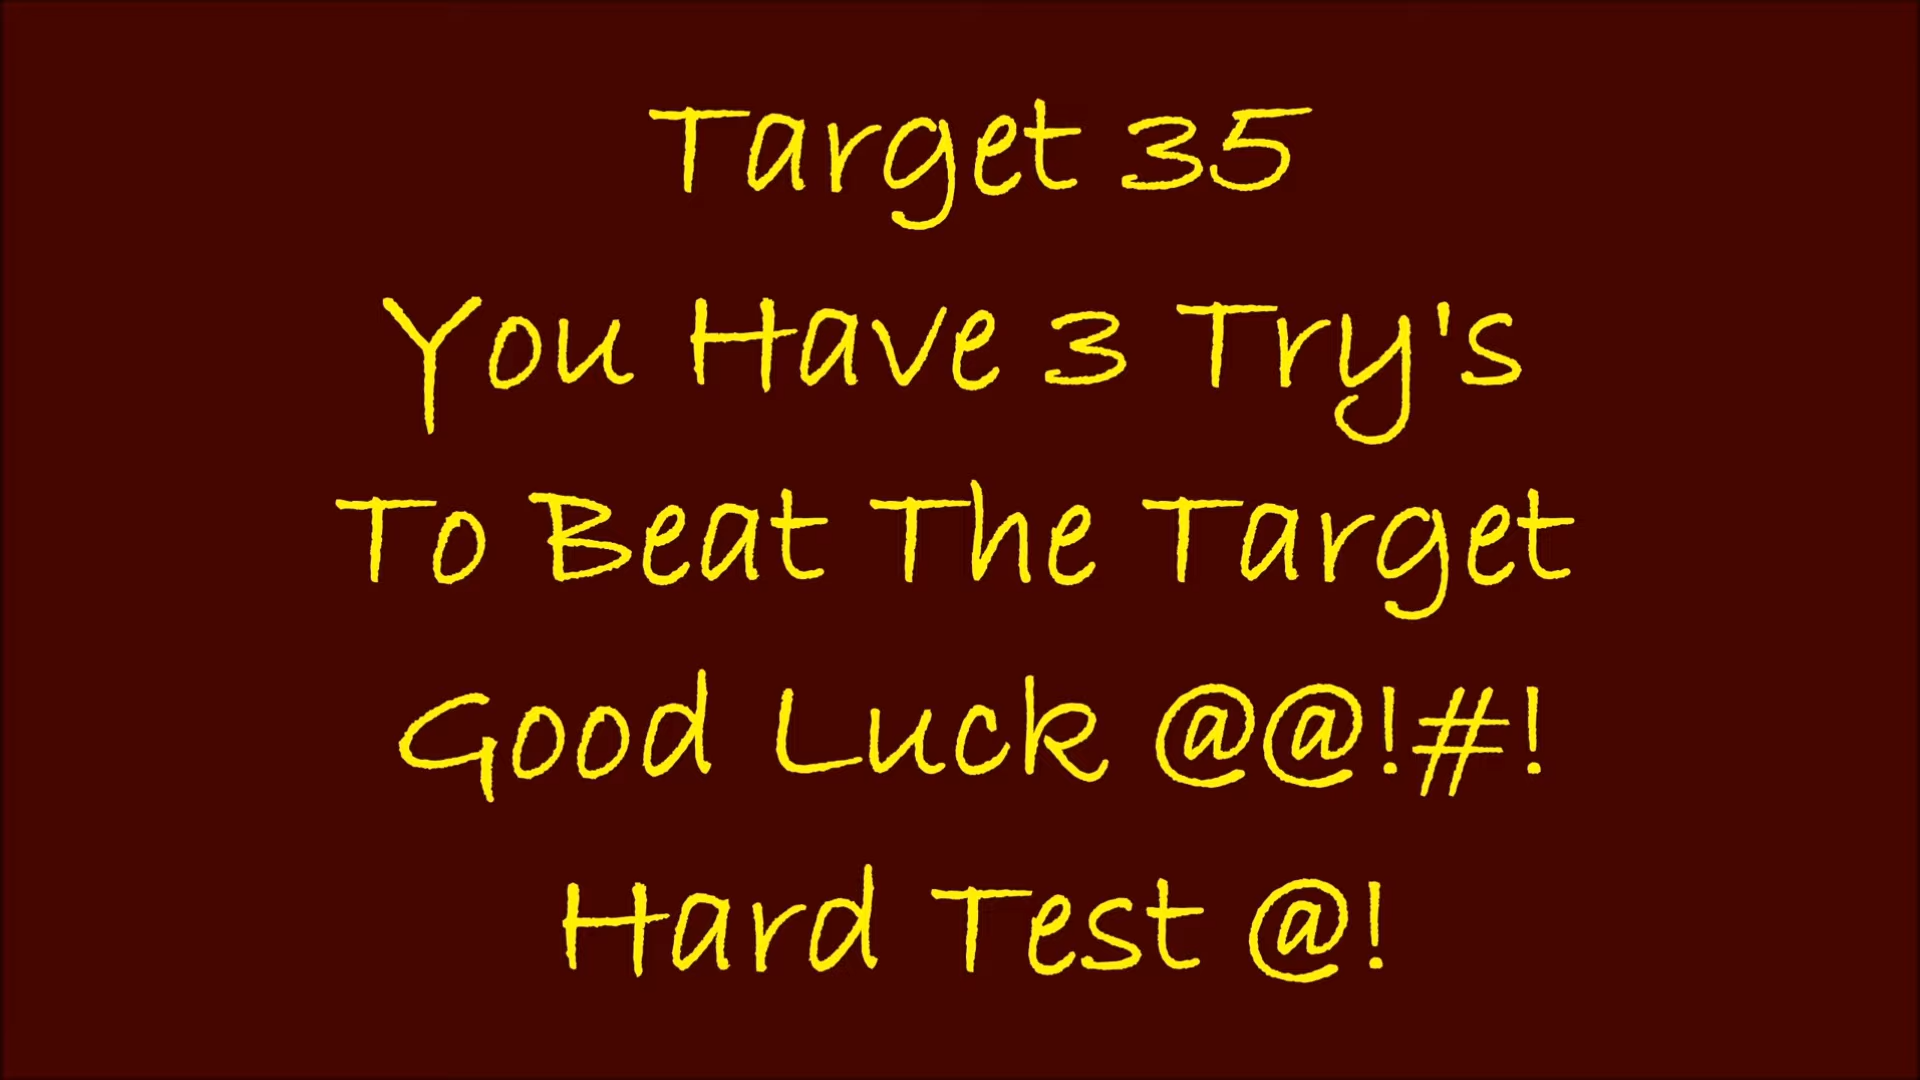 Target 35
You Have 3 Try's
To Beat The Target
Good Luck @@!#!
Hard Test @!